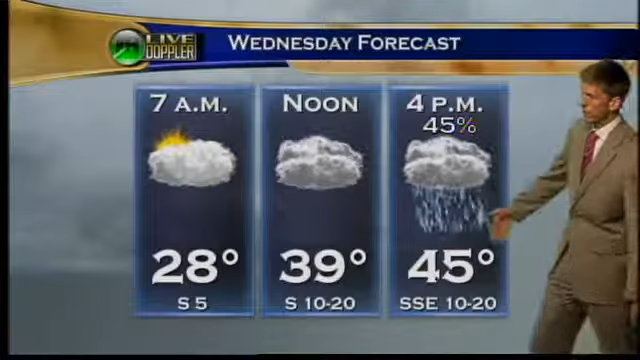 LIVE
DOPPLER
WEDNESDAY FORECAST
7 A.M.
28°
S 5
NOON
39°
S 10-20
4 P.M.
45%
45°
SSE 10-20